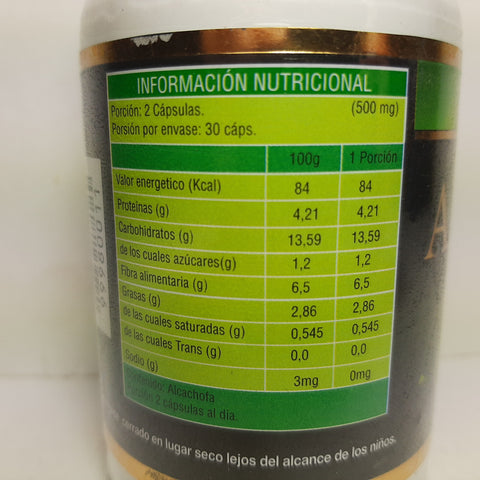 INFORMACIÓN NUTRICIONAL
Porción: 2 Cápsulas. (500 mg)
Porsión por envase: 30 cáps.
100g 1 Porción
Valor energetico (Kcal) 84 84
Proteinas (g) 4,21 4,21
Carbohidratos (g) 13,59 13,59
de los cuales azúcares(g) 1,2 1,2
Fibra alimentaria (g) 6,5 6,5
Grasas (g) 2,86 2,86
de las cuales saturadas (g) 0,545 0,545
de las cuales Trans (g) 0,0 0,0
Sodio (g) 3mg 0mg
Contenido: Alcachofa
Porción 2 cápsulas al dia.
cerrado en lugar seco lejos del alcance de los niños.
A